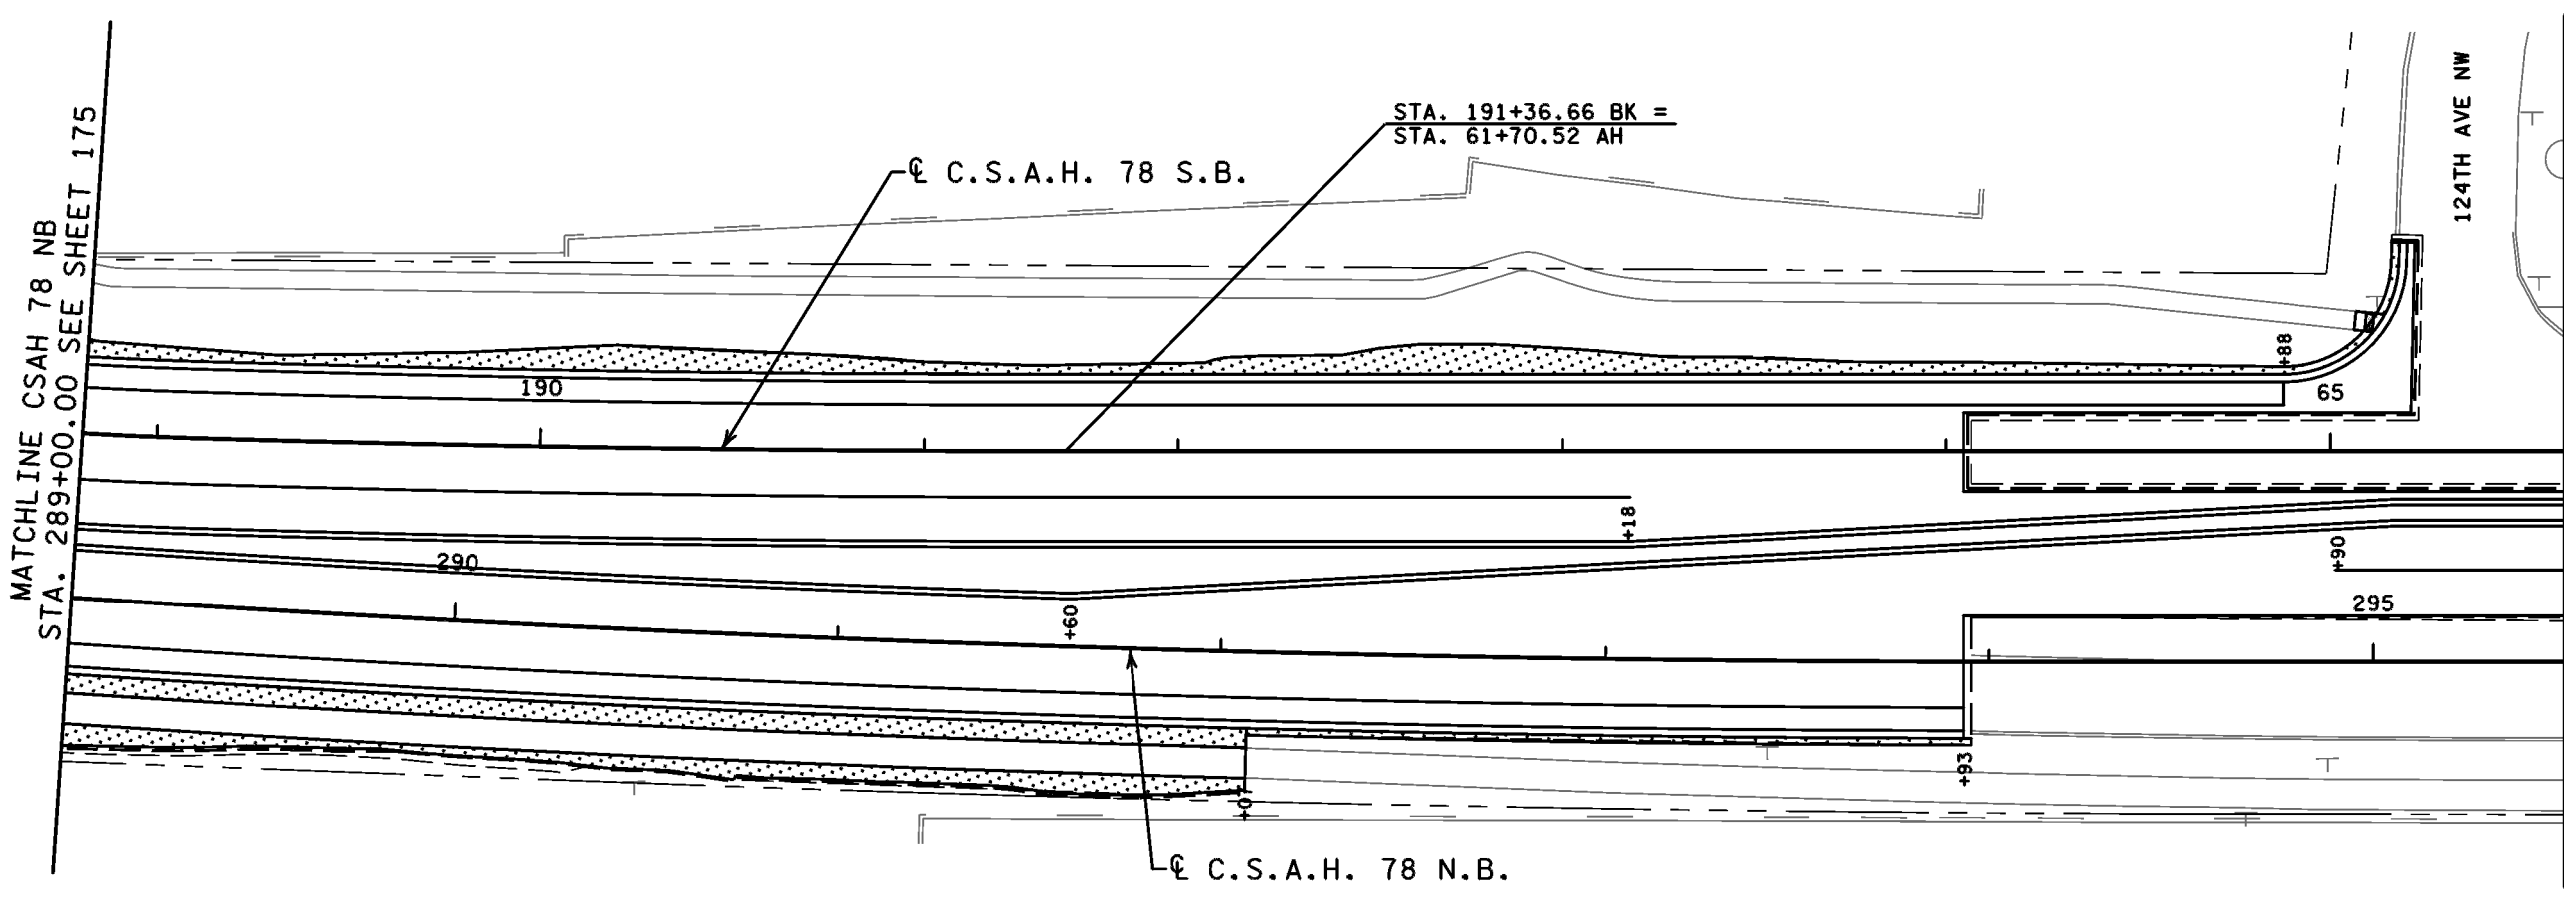 MATCHLINE CSAH 78 NB
STA. 289+00.00 SEE SHEET 175
STA. 191+36.66 BK =
STA. 61+70.52 AH
℄ C.S.A.H. 78 S.B.
124TH AVE NW
+88
190
65
+18
290
+90
+60
295
+93
+0
℄ C.S.A.H. 78 N.B.